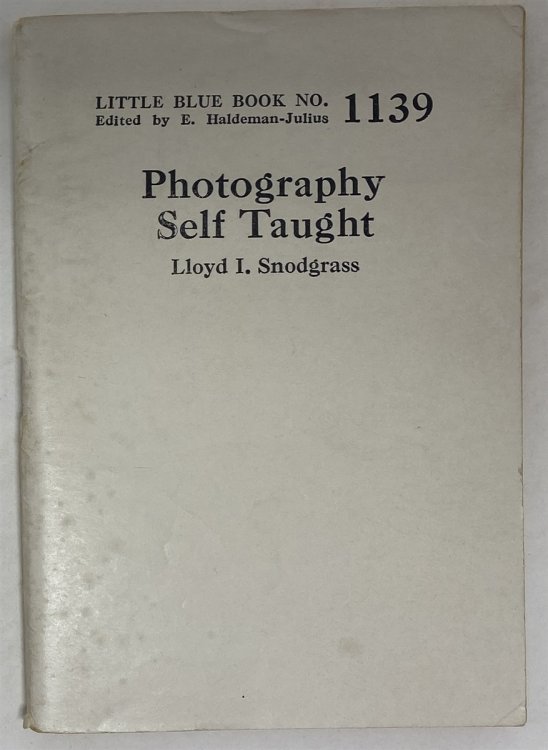 LITTLE BLUE BOOK NO. 1139
Edited by E. Haldeman-Julius
Photography
Self Taught
Lloyd I. Snodgrass